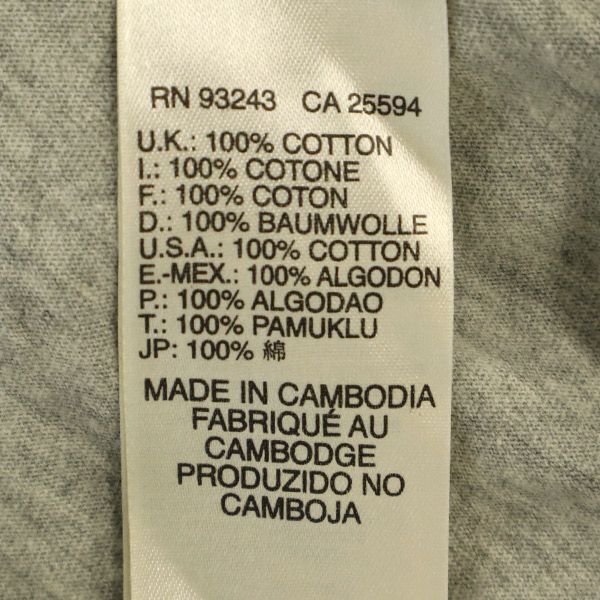 RN 93243 CA 25594
U.K.: 100% COTTON
I.: 100% COTONE
F.: 100% COTON
D.: 100% BAUMWOLLE
U.S.A.: 100% COTTON
E.-MEX.: 100% ALGODON
P.: 100% ALGODAO
T.: 100% PAMUKLU
JP: 100% 綿
MADE IN CAMBODIA
FABRIQUÉ AU
CAMBODGE
PRODUZIDO NO
CAMBOJA